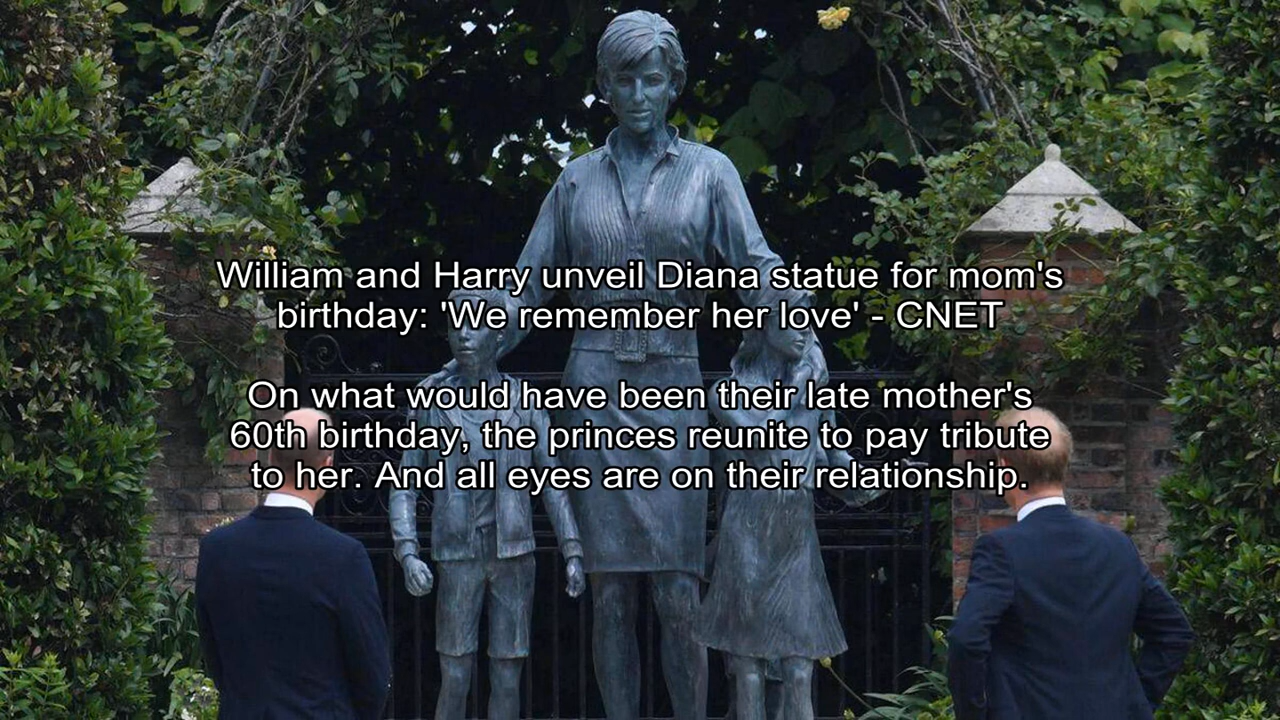 William and Harry unveil Diana statue for mom's
birthday: 'We remember her love' - CNET
On what would have been their late mother's
60th birthday, the princes reunite to pay tribute
to her. And all eyes are on their relationship.